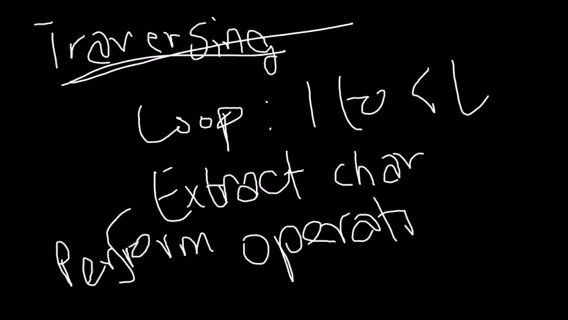 Traversing
Loop : 1 to < L
Extract char
Perform operati